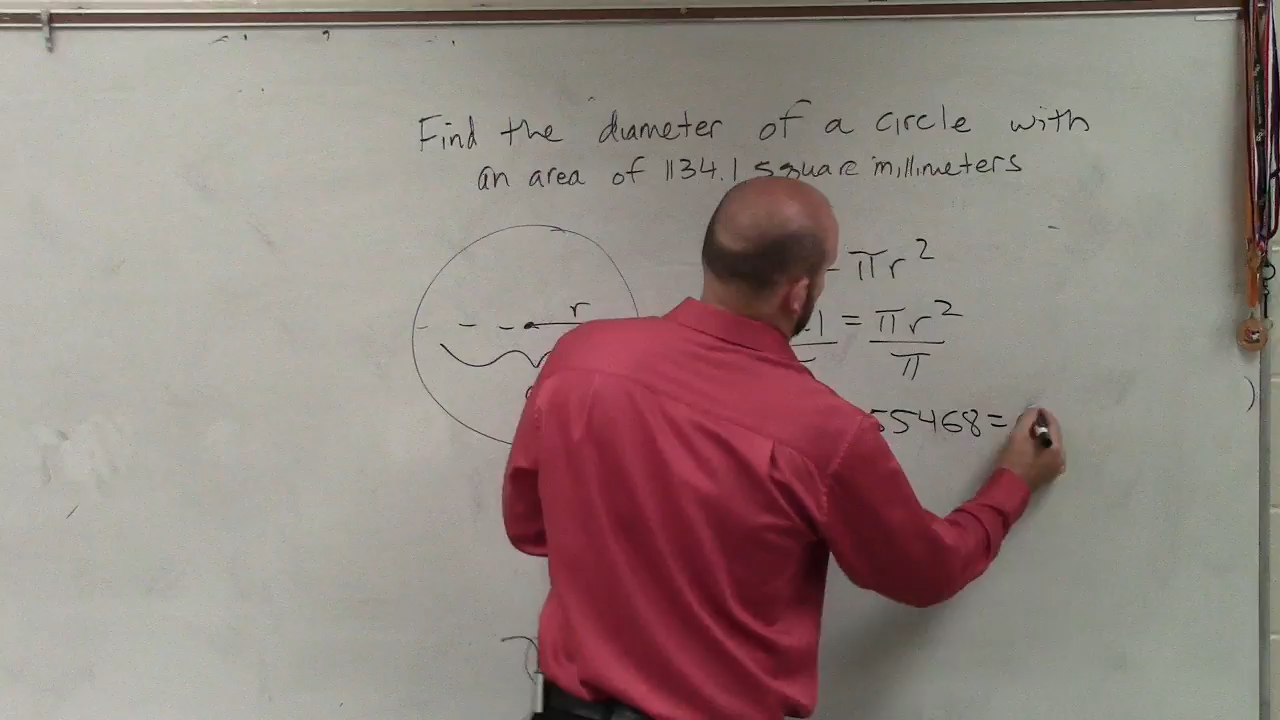 Find the diameter of a circle with
an area of 1134.1 square millimeters
r
πr²
1 = πr²
π
55468=